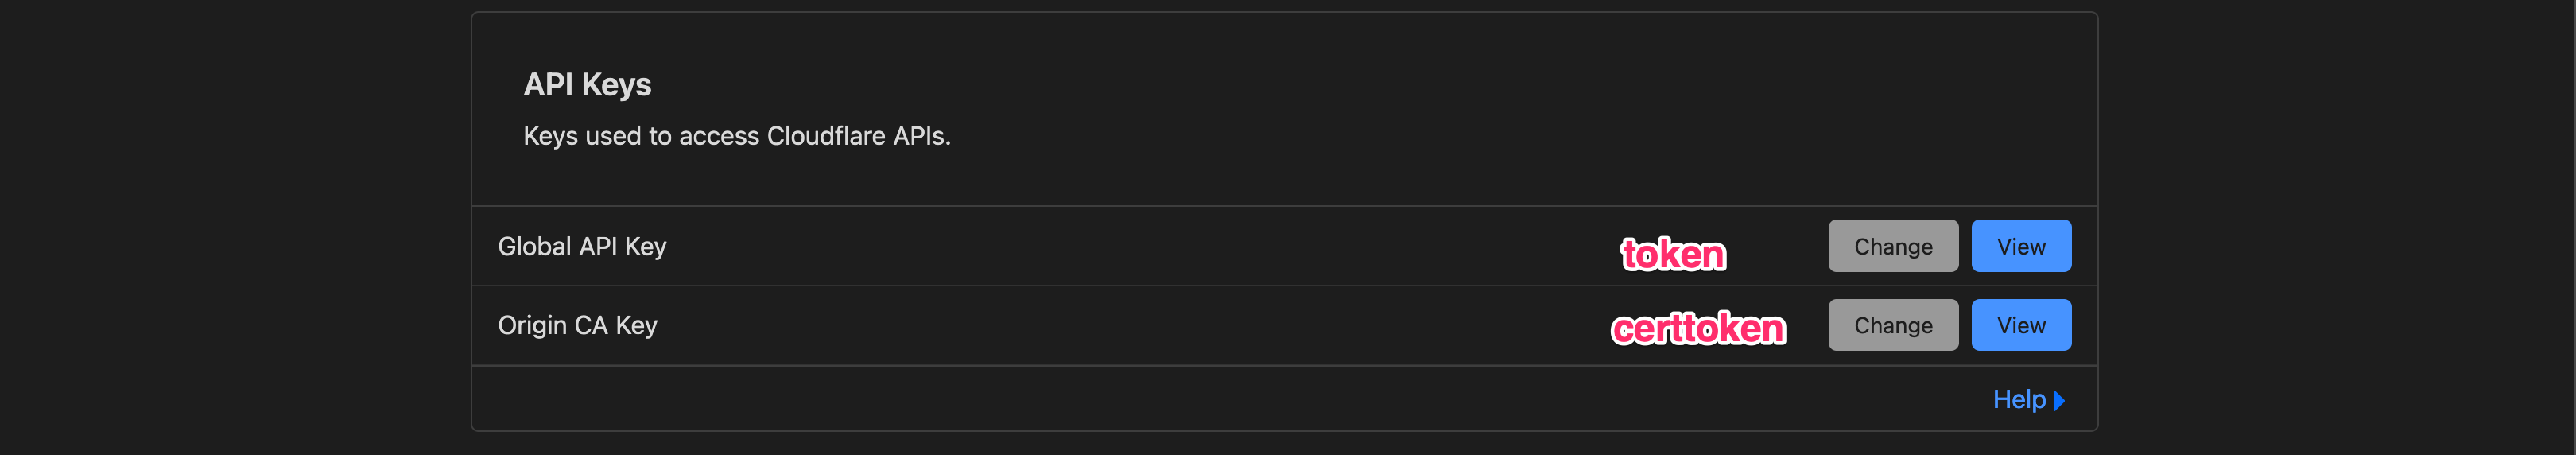 API Keys
Keys used to access Cloudflare APIs.
Global API Key token Change View
Origin CA Key certtoken Change View
Help